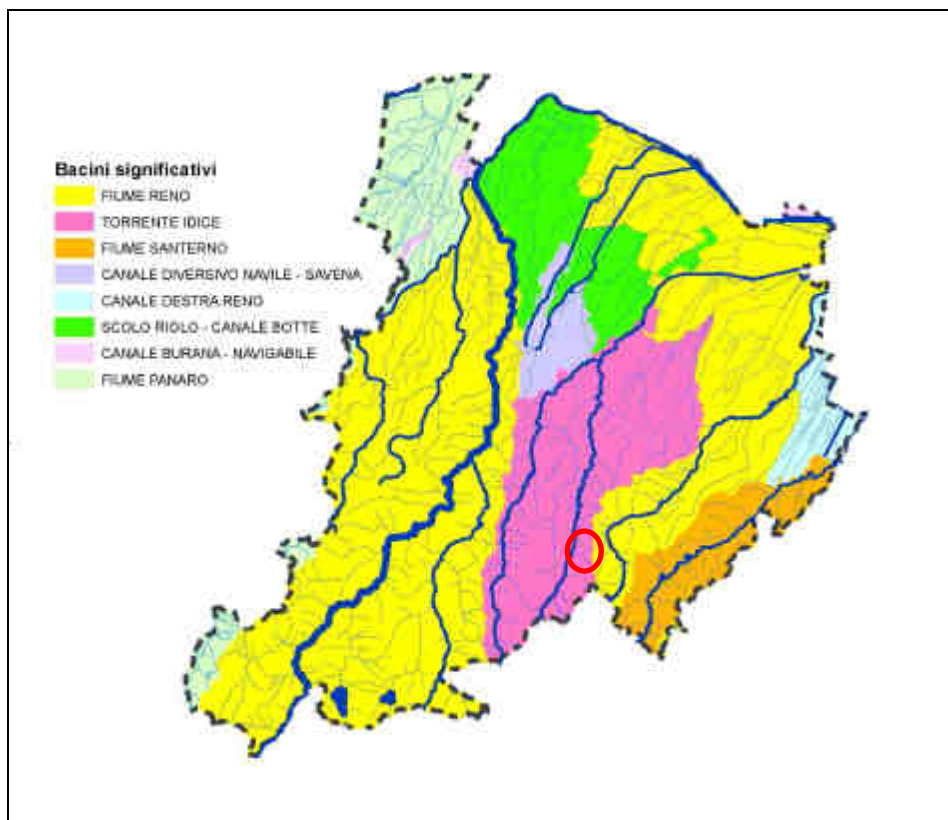 Bacini significativi
FIUME RENO
TORRENTE IDICE
FIUME SANTERNO
CANALE DIVERSIVO NAVILE - SAVENA
CANALE DESTRA RENO
SCOLO RIOLO - CANALE BOTTE
CANALE BURANA - NAVIGABILE
FIUME PANARO